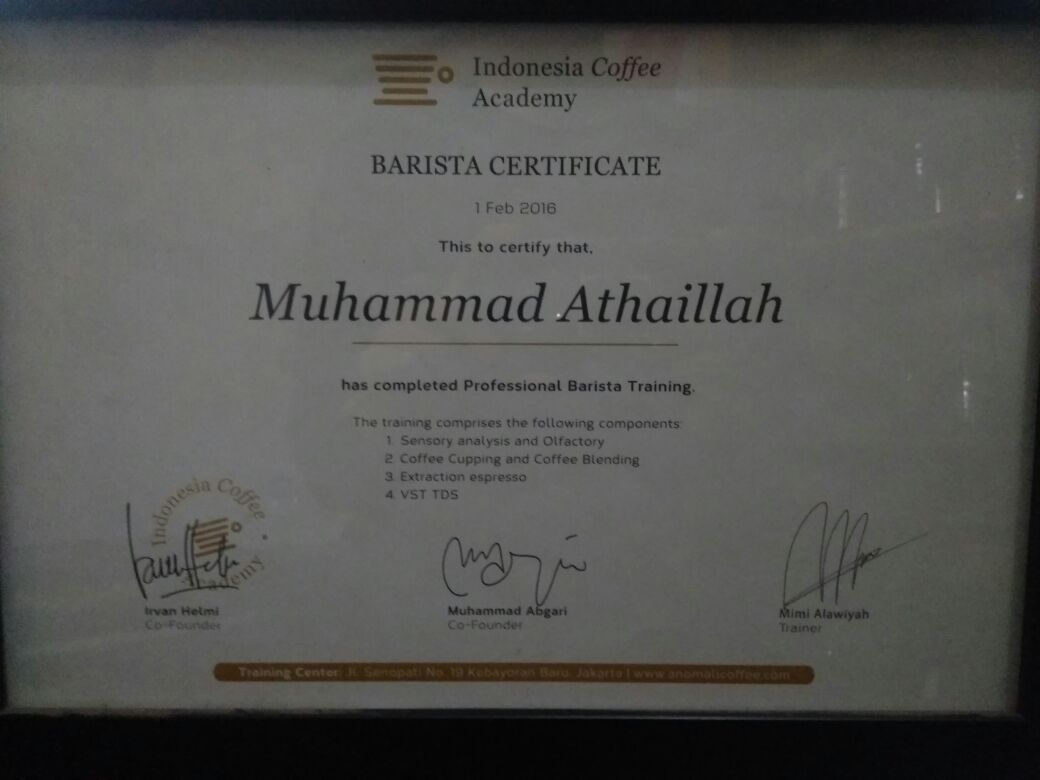 Indonesia Coffee
Academy
BARISTA CERTIFICATE
1 Feb 2016
This to certify that,
Muhammad Athaillah
has completed Professional Barista Training.
The training comprises the following components:
1. Sensory analysis and Olfactory
2. Coffee Cupping and Coffee Blending
3. Extraction espresso
4. VST TDS
Indonesia Coffee
Academy
Irvan Helmi
Co-Founder
Muhammad Abgari
Co-Founder
Mimi Alawiyah
Trainer
Training Center: Jl. Senopati No. 19 Kebayoran Baru, Jakarta | www.anomalicoffee.com